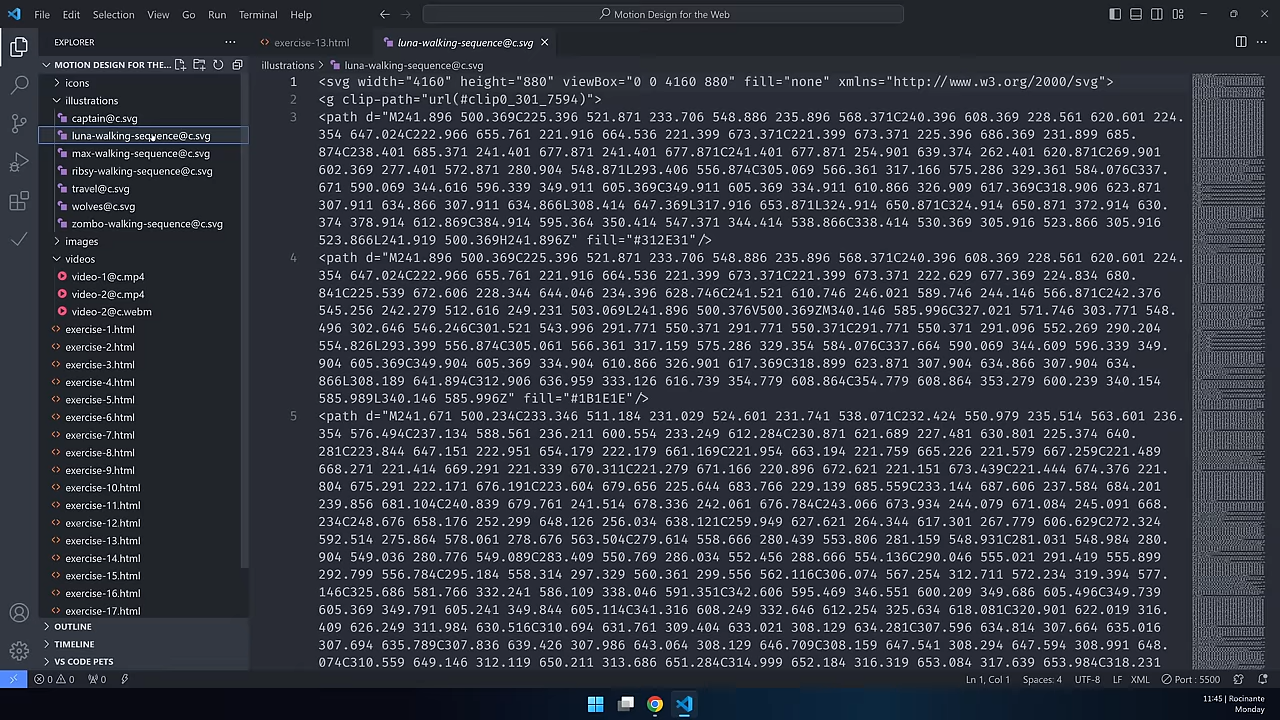 File Edit Selection View Go Run Terminal Help
Motion Design for the Web
EXPLORER
MOTION DESIGN FOR THE...
icons
illustrations
captain@c.svg
luna-walking-sequence@c.svg
max-walking-sequence@c.svg
nibsy-walking-sequence@c.svg
travel@c.svg
wolves@c.svg
zombo-walking-sequence@c.svg
images
videos
video-1@c.mp4
video-2@c.mp4
video-2@c.webm
exercise-1.html
exercise-2.html
exercise-3.html
exercise-4.html
exercise-5.html
exercise-6.html
exercise-7.html
exercise-8.html
exercise-9.html
exercise-10.html
exercise-11.html
exercise-12.html
exercise-13.html
exercise-14.html
exercise-15.html
exercise-16.html
exercise-17.html
OUTLINE
TIMELINE
VS CODE PETS
exercise-13.html
luna-walking-sequence@c.svg
illustrations > luna-walking-sequence@c.svg
1 <svg width="4160" height="880" viewBox="0 0 4160 880" fill="none" xmlns="http://www.w3.org/2000/svg">
2 <g clip-path="url(#clip0_301_7594)">
3 <path d="M241.896 500.369C225.396 521.871 233.706 548.886 235.896 568.371C240.396 608.369 228.561 620.601 224.
354 647.024C222.966 655.761 221.916 664.536 221.399 673.371C221.399 673.371 225.396 686.369 231.899 685.
874C238.401 685.371 241.401 677.871 241.401 677.871C241.401 677.871 254.901 639.374 262.401 620.871C269.901
602.369 277.401 572.871 280.904 548.871L293.406 556.874C305.069 566.361 317.166 575.286 329.361 584.076C337.
671 590.069 344.616 596.339 349.911 605.369C349.911 605.369 334.911 610.866 326.909 617.369C318.906 623.871
307.911 634.866 307.911 634.866L308.414 647.369L317.916 653.871L324.914 650.871C324.914 650.871 372.914 630.
374 378.914 612.869C384.914 595.364 350.414 547.371 344.414 538.866C338.414 530.369 305.916 523.866 305.916
523.866L241.919 500.369H241.896Z" fill="#312E31"/>
4 <path d="M241.896 500.369C225.396 521.871 233.706 548.886 235.896 568.371C240.396 608.369 228.561 620.601 224.
354 647.024C222.966 655.761 221.916 664.536 221.399 673.371C221.399 673.371 222.629 677.369 224.834 680.
841C225.539 672.606 228.344 644.046 234.396 628.746C241.521 610.746 246.021 589.746 244.146 566.871C242.376
545.256 242.279 512.616 249.231 503.069L241.896 500.376V500.369ZM340.146 585.996C327.021 571.746 303.771 548.
496 302.646 546.246C301.521 543.996 291.771 550.371 291.771 550.371C291.771 550.371 291.096 552.269 290.204
554.826L293.399 556.874C305.054 566.361 317.159 575.286 329.354 584.076C337.664 590.069 344.609 596.336 349.
904 605.369C349.904 605.369 334.904 610.866 326.901 617.369C318.899 623.871 307.904 634.866 307.904 634.
866L308.189 641.894C312.906 636.959 333.126 616.739 354.779 608.864C354.779 608.864 353.279 600.239 340.154
585.989L340.146 585.996Z" fill="#1B1E1E"/>
5 <path d="M241.671 500.234C233.346 511.184 231.029 524.601 231.741 538.071C232.424 550.979 235.514 563.601 236.
354 576.494C237.134 588.561 236.211 600.554 233.249 612.284C230.871 621.689 227.481 630.801 225.374 640.
281C223.844 647.151 222.951 654.179 222.179 661.169C221.954 663.194 221.759 665.226 221.579 667.259C221.489
668.271 221.414 669.291 221.339 670.311C221.279 671.166 220.896 672.621 221.151 673.439C221.444 674.376 221.
804 675.291 222.171 676.191C223.604 679.656 225.644 683.766 229.139 685.559C233.144 687.606 237.584 684.201
239.856 681.104C240.839 679.761 241.514 678.336 242.061 676.784C243.066 673.934 244.079 671.084 245.091 668.
234C248.676 658.176 252.299 648.126 256.034 638.121C259.949 627.621 264.344 617.301 267.779 606.629C272.324
592.514 275.864 578.061 278.676 563.504C279.614 558.666 280.439 553.806 281.159 548.931C281.031 548.984 280.
904 549.036 280.776 549.089C283.409 550.769 286.034 552.456 288.666 554.136C290.046 555.021 291.419 555.899
292.799 556.784C295.184 558.314 297.329 560.361 299.556 562.116C306.074 567.254 312.711 572.234 319.394 577.
146C325.668 581.766 332.241 586.109 338.046 591.351C342.606 595.469 346.551 600.209 349.686 605.496C349.739
605.369 349.791 605.241 349.844 605.114C341.316 608.249 332.646 612.254 325.634 618.081C320.901 622.019 316.
409 626.249 311.984 630.516C310.694 631.761 309.404 633.021 308.129 634.281C307.596 634.814 307.664 635.016
307.694 635.789C307.836 639.426 307.986 643.064 308.129 646.709C308.159 647.541 308.294 647.594 308.991 648.
074C310.559 649.146 312.119 650.211 313.686 651.284C314.999 652.184 316.319 653.084 317.639 653.984C318.231
0 0 0
Ln 1, Col 1 Spaces: 4 UTF-8 LF XML Port : 5500
11:45 | Rocinante
Monday